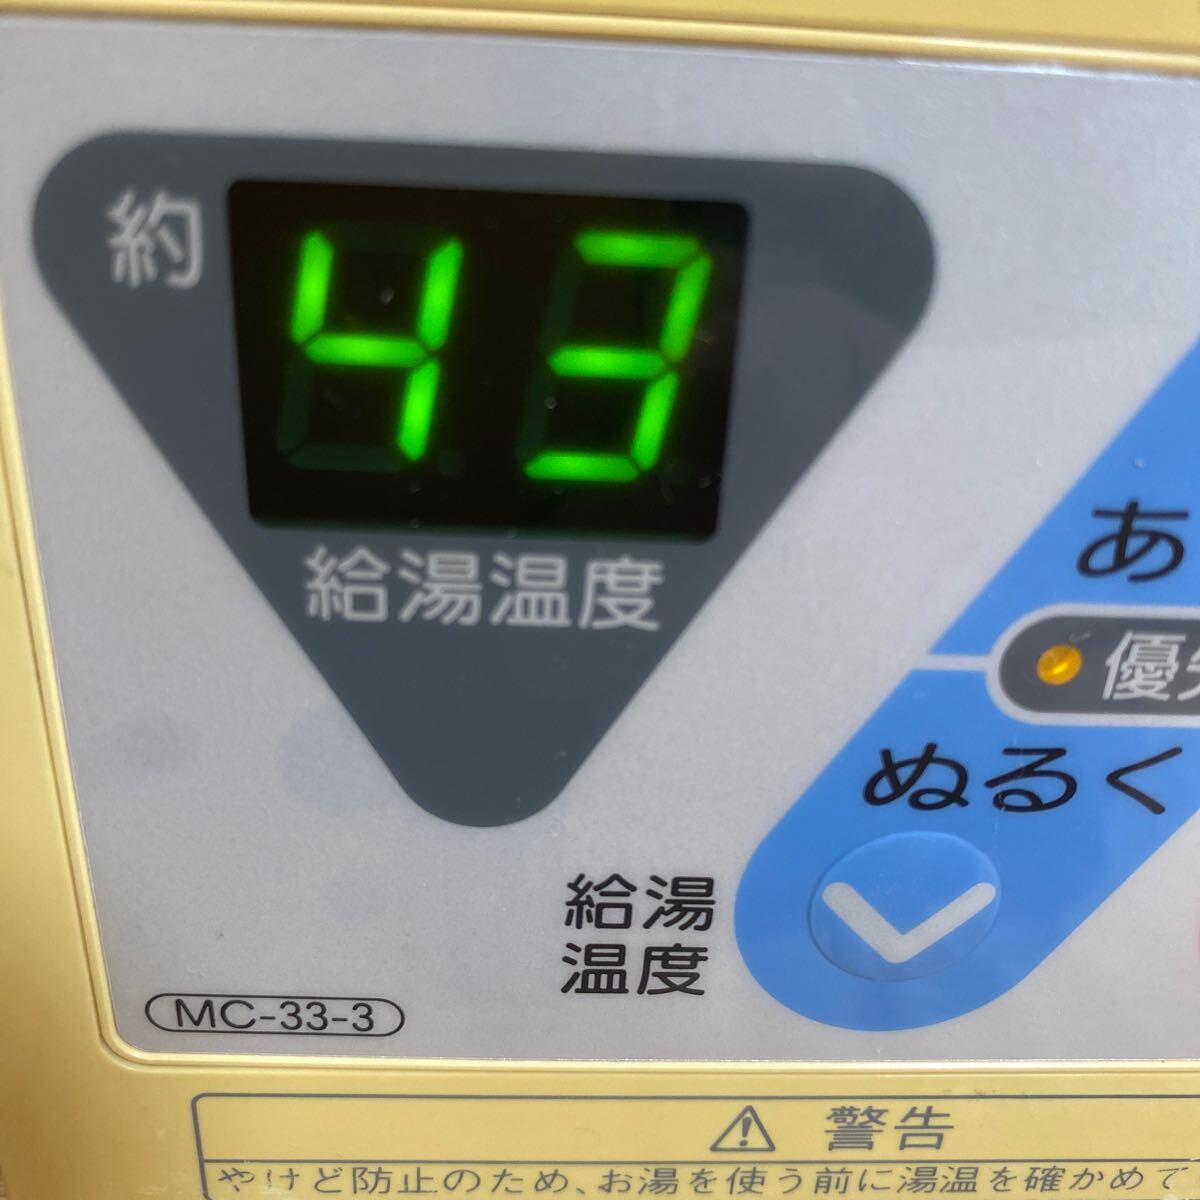 約 43
給湯温度
あ
優
ぬるく
給湯
温度
MC-33-3
⚠ 警告
やけど防止のため、お湯を使う前に湯温を確かめて